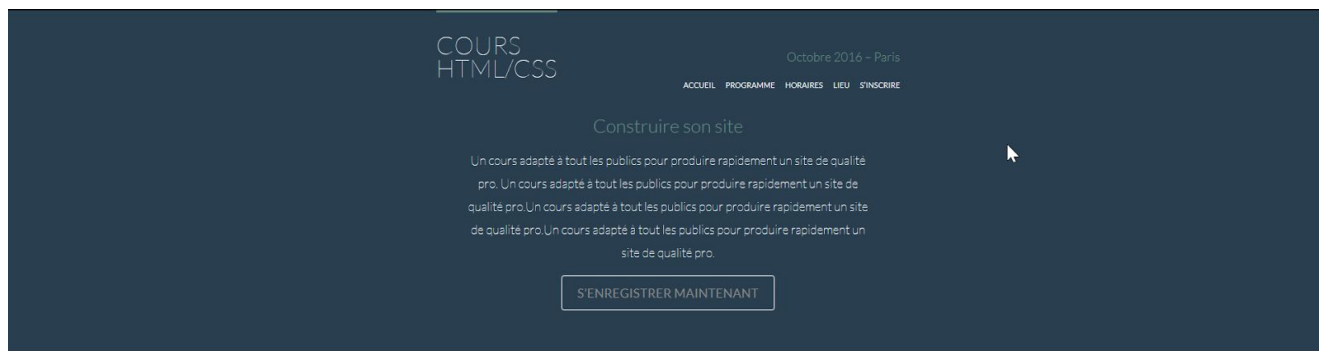 COURS
HTML/CSS
Octobre 2016 – Paris
ACCUEIL PROGRAMME HORAIRES LIEU S'INSCRIRE
Construire son site
Un cours adapté à tout les publics pour produire rapidement un site de qualité
pro. Un cours adapté à tout les publics pour produire rapidement un site de
qualité pro.Un cours adapté à tout les publics pour produire rapidement un site
de qualité pro.Un cours adapté à tout les publics pour produire rapidement un
site de qualité pro.
S'ENREGISTRER MAINTENANT